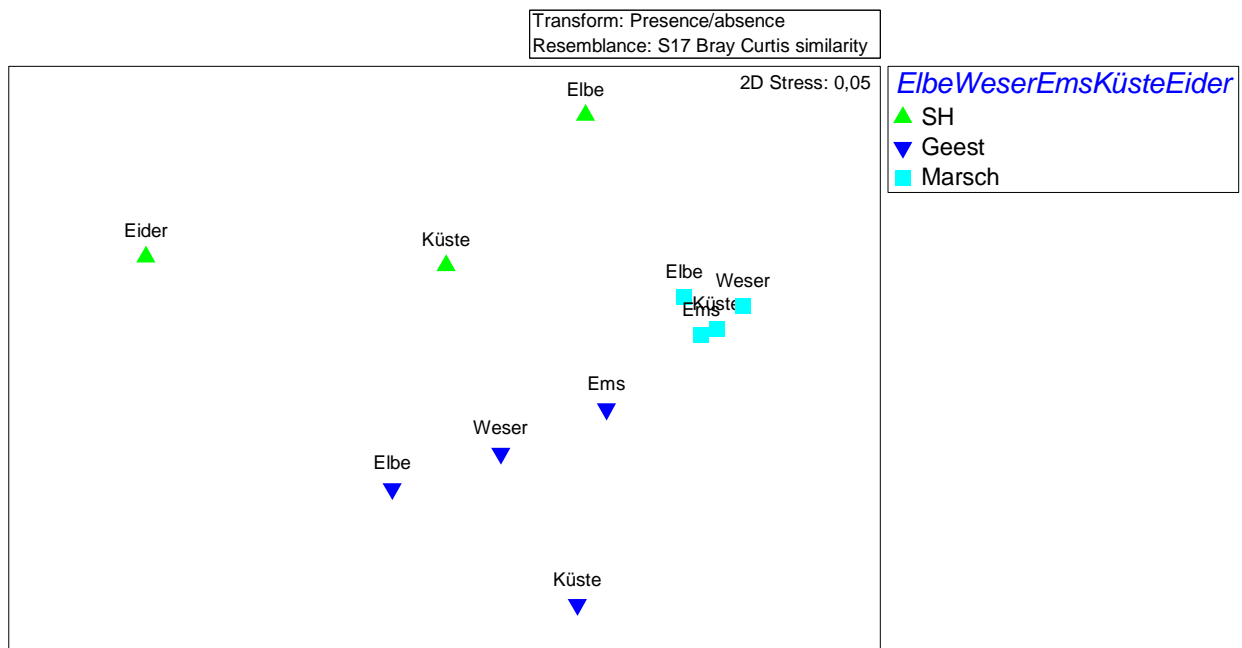 Transform: Presence/absence
Resemblance: S17 Bray Curtis similarity
2D Stress: 0,05
ElbeWeserEmsKüsteEider
SH
Geest
Marsch
Elbe
Eider
Küste
Elbe
Weser
Küste
Ems
Ems
Weser
Elbe
Küste